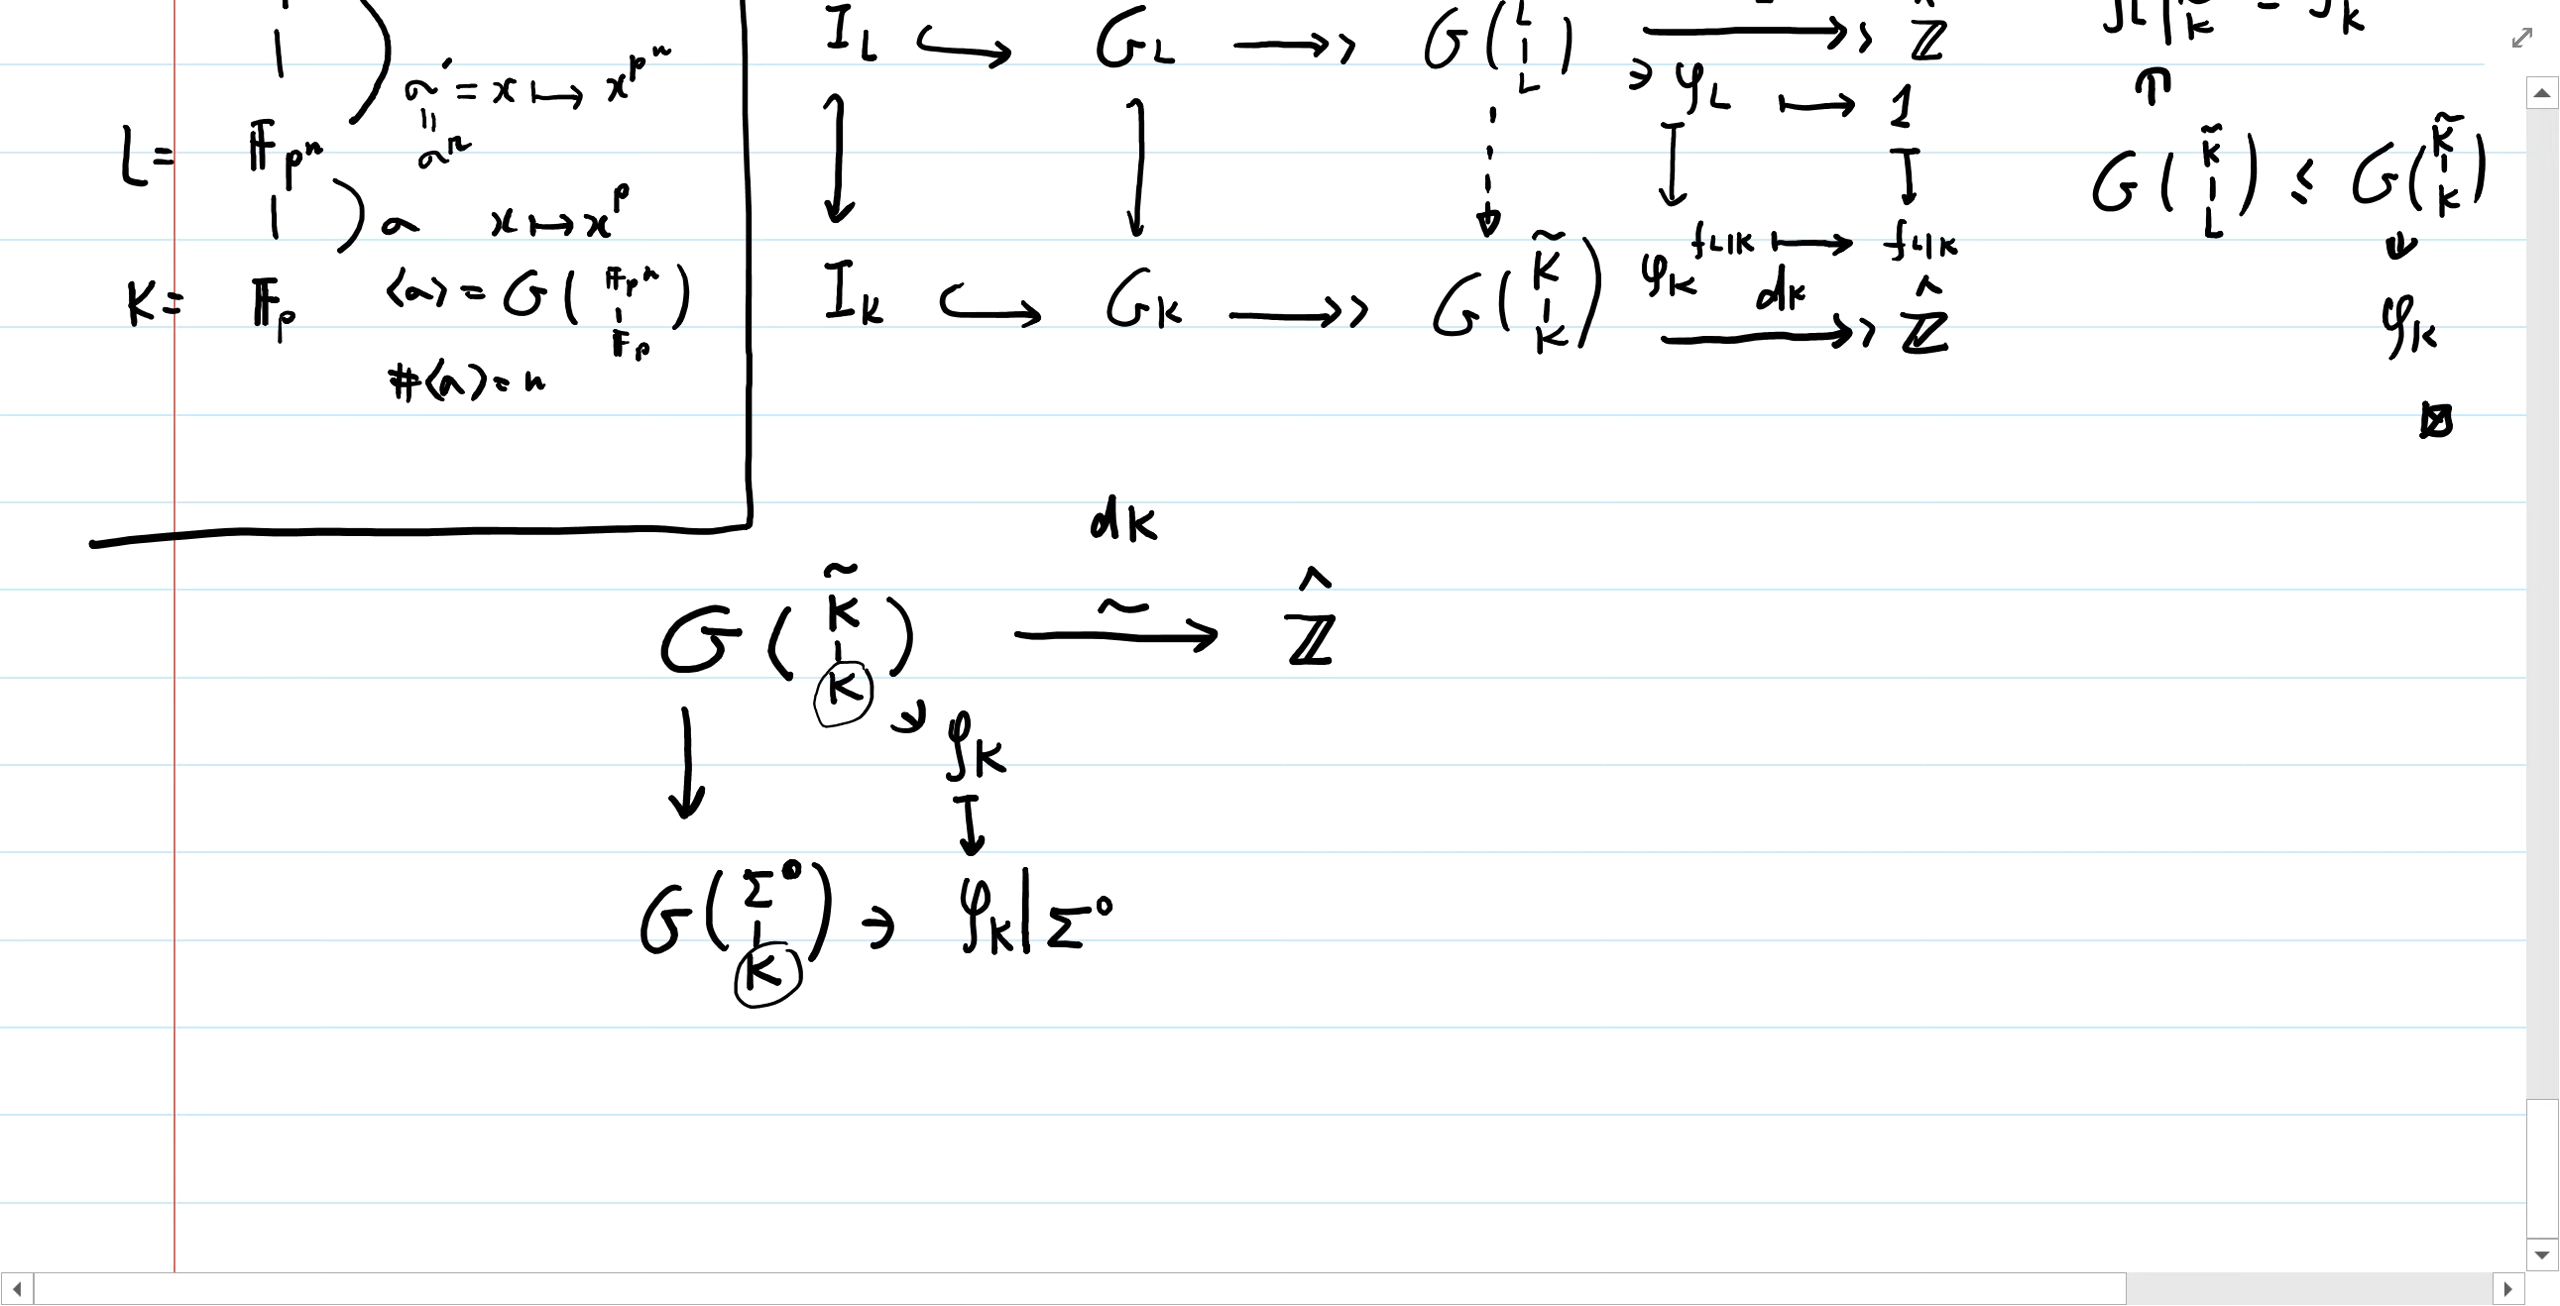 I_L ↪ G_L ↠ G(L̃ | L) ↠ Ẑ
σ' = x ↦ x^{p^n}
∋ φ_L ↦ 1
L = 𝔽_{p^n}
σ^n
G(K̃ | L) ≤ G(K̃ | K)
σ x ↦ x^p
f_{L|K} ↦ f_{L|K}
K = 𝔽_p
⟨σ⟩ = G(𝔽_{p^n} | 𝔽_p)
I_K ↪ G_K ↠ G(K̃ | K) φ_K d_K ↠ Ẑ
φ_K
#⟨σ⟩ = n
d_K
G(K̃ | K) ⥲ Ẑ
∋ φ_K
G(Σ⁰ | K) ∋ φ_K|Σ⁰